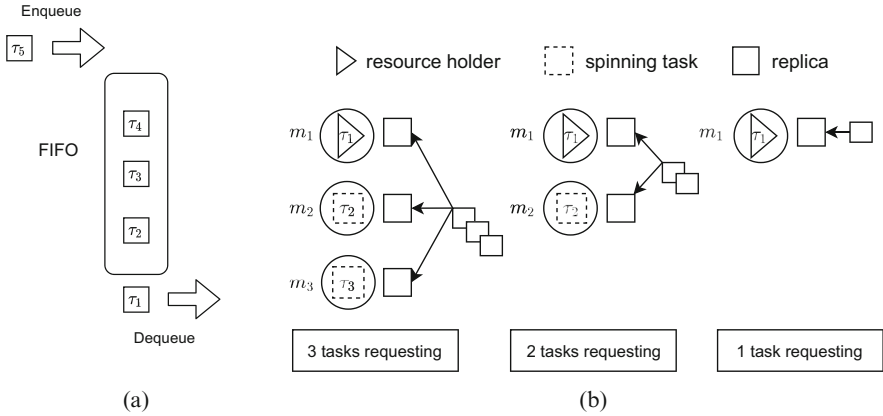 Enqueue
τ5
τ4
FIFO
τ3
τ2
τ1
Dequeue
(a)
resource holder
spinning task
replica
m1 τ1
m2 τ2
m3 τ3
3 tasks requesting
m1 τ1
m2 τ2
2 tasks requesting
m1 τ1
1 task requesting
(b)